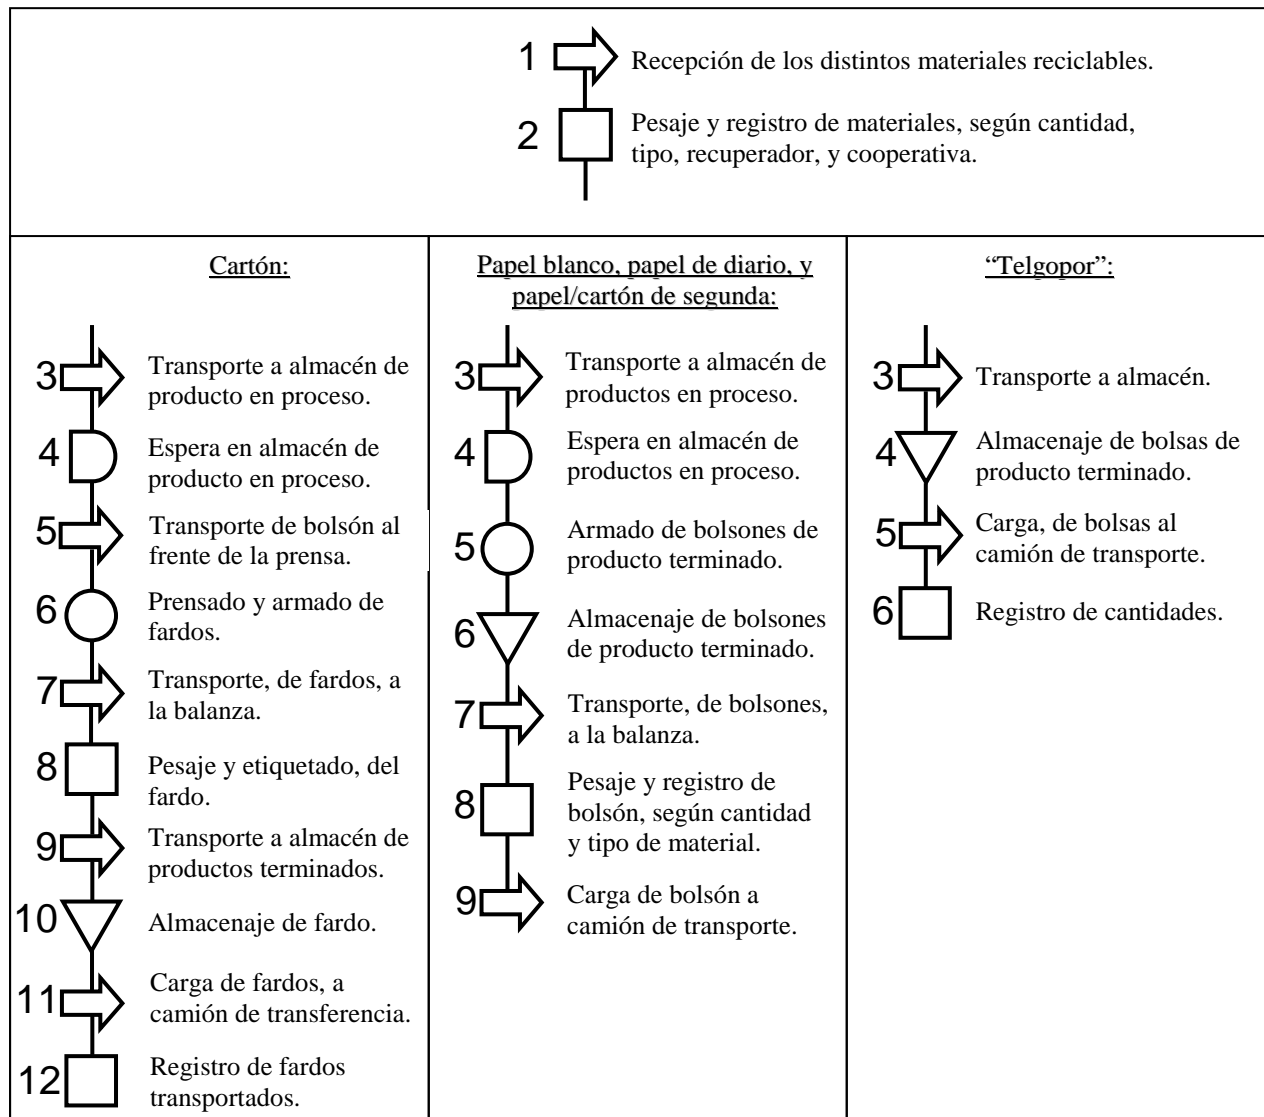 1 Recepción de los distintos materiales reciclables.
2 Pesaje y registro de materiales, según cantidad,
tipo, recuperador, y cooperativa.
Cartón:
3 Transporte a almacén de
producto en proceso.
4 Espera en almacén de
producto en proceso.
5 Transporte de bolsón al
frente de la prensa.
6 Prensado y armado de
fardos.
7 Transporte, de fardos, a
la balanza.
8 Pesaje y etiquetado, del
fardo.
9 Transporte a almacén de
productos terminados.
10 Almacenaje de fardo.
11 Carga de fardos, a
camión de transferencia.
12 Registro de fardos
transportados.
Papel blanco, papel de diario, y
papel/cartón de segunda:
3 Transporte a almacén de
productos en proceso.
4 Espera en almacén de
productos en proceso.
5 Armado de bolsones de
producto terminado.
6 Almacenaje de bolsones
de producto terminado.
7 Transporte, de bolsones,
a la balanza.
8 Pesaje y registro de
bolsón, según cantidad
y tipo de material.
9 Carga de bolsón a
camión de transporte.
“Telgopor”:
3 Transporte a almacén.
4 Almacenaje de bolsas de
producto terminado.
5 Carga, de bolsas al
camión de transporte.
6 Registro de cantidades.